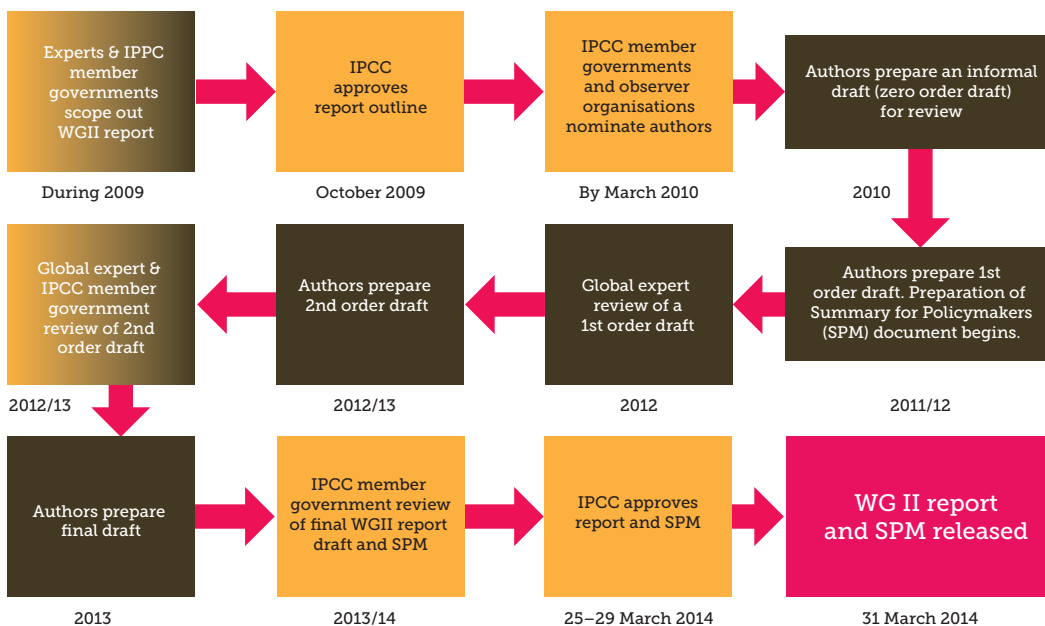 Experts & IPPC
member
governments
scope out
WGII report
During 2009
IPCC
approves
report outline
October 2009
IPCC member
governments
and observer
organisations
nominate authors
By March 2010
Authors prepare an informal
draft (zero order draft)
for review
2010
Authors prepare 1st
order draft. Preparation of
Summary for Policymakers
(SPM) document begins.
2011/12
Global expert
review of a
1st order draft
2012
Authors prepare
2nd order draft
2012/13
Global expert &
IPCC member
government
review of 2nd
order draft
2012/13
Authors prepare
final draft
2013
IPCC member
government review
of final WGII report
draft and SPM
2013/14
IPCC approves
report and SPM
25–29 March 2014
WG II report
and SPM released
31 March 2014